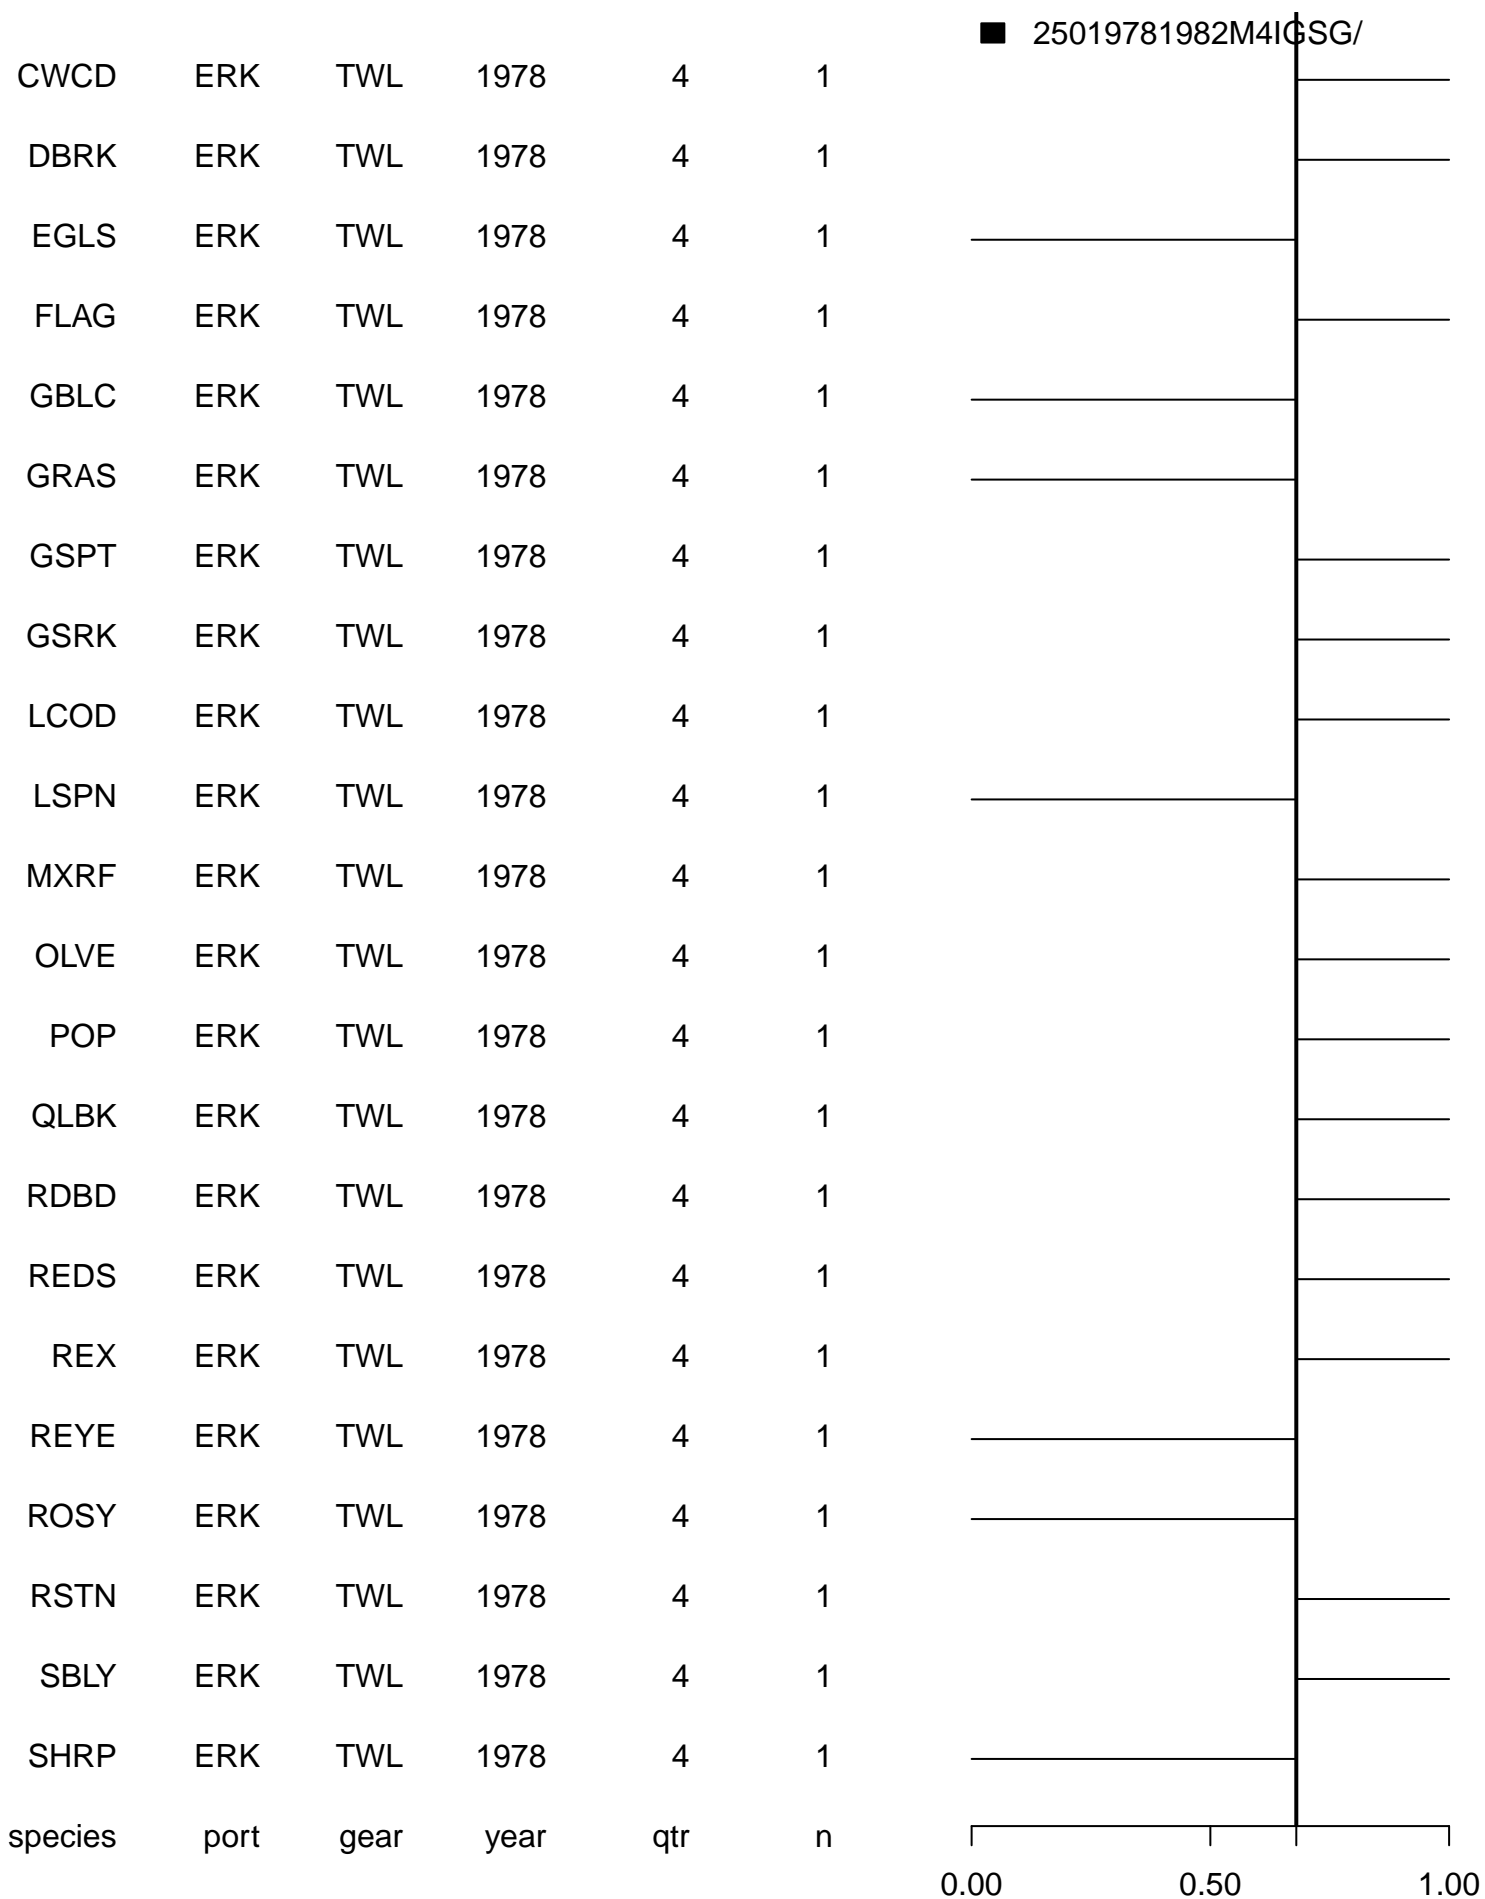 25019781982M4IGSG/
CWCD ERK TWL 1978 4 1
DBRK ERK TWL 1978 4 1
EGLS ERK TWL 1978 4 1
FLAG ERK TWL 1978 4 1
GBLC ERK TWL 1978 4 1
GRAS ERK TWL 1978 4 1
GSPT ERK TWL 1978 4 1
GSRK ERK TWL 1978 4 1
LCOD ERK TWL 1978 4 1
LSPN ERK TWL 1978 4 1
MXRF ERK TWL 1978 4 1
OLVE ERK TWL 1978 4 1
POP ERK TWL 1978 4 1
QLBK ERK TWL 1978 4 1
RDBD ERK TWL 1978 4 1
REDS ERK TWL 1978 4 1
REX ERK TWL 1978 4 1
REYE ERK TWL 1978 4 1
ROSY ERK TWL 1978 4 1
RSTN ERK TWL 1978 4 1
SBLY ERK TWL 1978 4 1
SHRP ERK TWL 1978 4 1
species port gear year qtr n
0.00 0.50 1.00